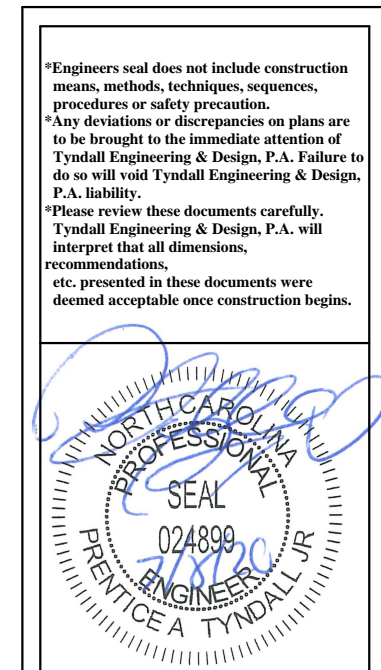 *Engineers seal does not include construction
means, methods, techniques, sequences,
procedures or safety precaution.
*Any deviations or discrepancies on plans are
to be brought to the immediate attention of
Tyndall Engineering & Design, P.A. Failure to
do so will void Tyndall Engineering & Design,
P.A. liability.
*Please review these documents carefully.
Tyndall Engineering & Design, P.A. will
interpret that all dimensions,
recommendations,
etc. presented in these documents were
deemed acceptable once construction begins.
NORTH CAROLINA
PROFESSIONAL
SEAL
024899
ENGINEER
PRENTICE A TYNDALL JR